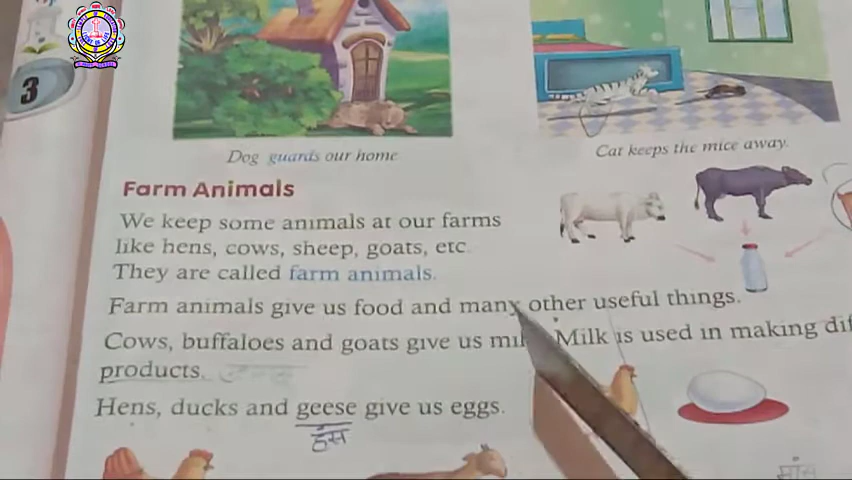 3
Dog guards our home
Cat keeps the mice away.
Farm Animals
We keep some animals at our farms
like hens, cows, sheep, goats, etc.
They are called farm animals.
Farm animals give us food and many other useful things.
Cows, buffaloes and goats give us Milk is used in making
products.
Hens, ducks and geese give us eggs.
हंस
मांस